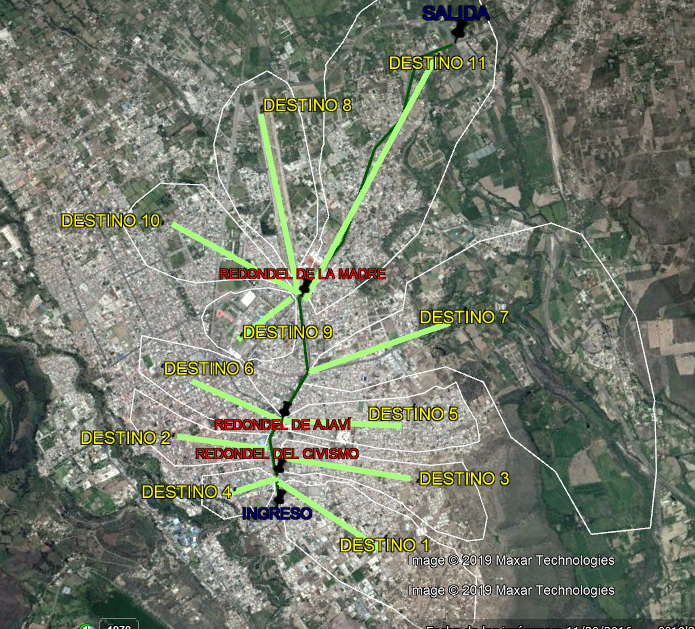 SALIDA
DESTINO 11
DESTINO 8
DESTINO 10
REDONDEL DE LA MADRE
DESTINO 7
DESTINO 9
DESTINO 6
DESTINO 5
REDONDEL DE AJAVÍ
DESTINO 2
REDONDEL DEL CIVISMO
DESTINO 3
DESTINO 4
INGRESO
DESTINO 1
Image © 2019 Maxar Technologies
Image © 2019 Maxar Technologies